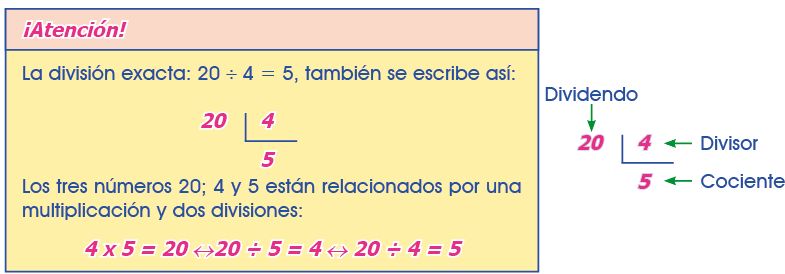 ¡Atención!
La división exacta: 20 ÷ 4 = 5, también se escribe así:
20 4
5
Los tres números 20; 4 y 5 están relacionados por una
multiplicación y dos divisiones:
4 x 5 = 20 ↔20 ÷ 5 = 4 ↔ 20 ÷ 4 = 5
Dividendo
20 4 Divisor
5 Cociente